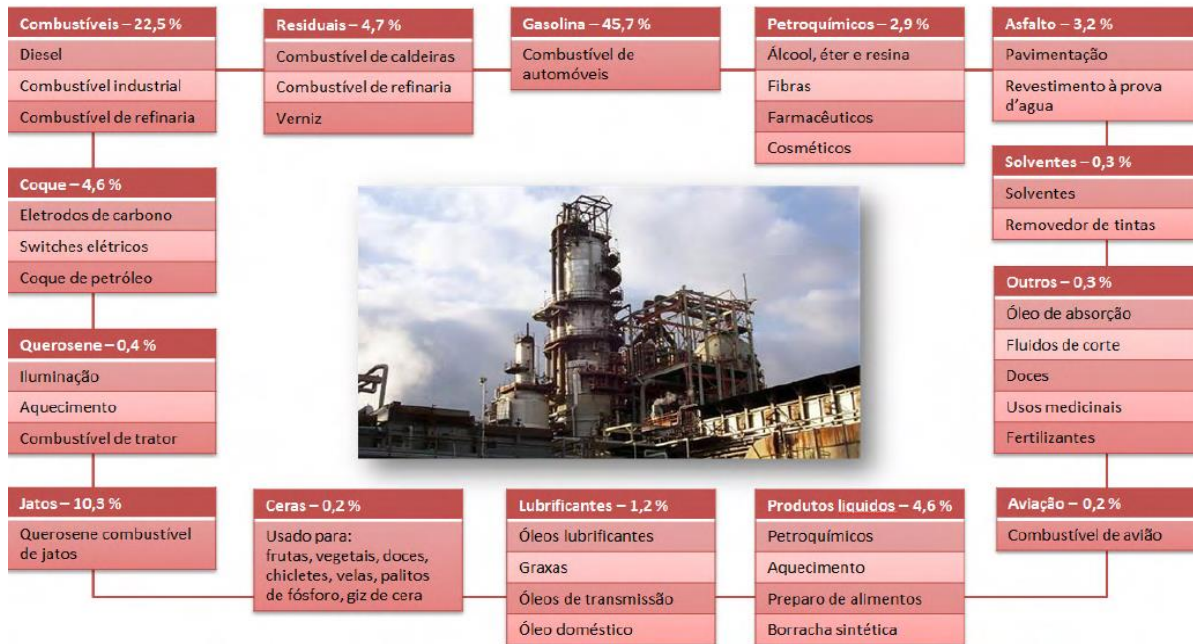 Combustíveis – 22,5 %
Diesel
Combustível industrial
Combustível de refinaria
Residuais – 4,7 %
Combustível de caldeiras
Combustível de refinaria
Verniz
Gasolina – 45,7 %
Combustível de
automóveis
Petroquímicos – 2,9 %
Álcool, éter e resina
Fibras
Farmacêuticos
Cosméticos
Asfalto – 3,2 %
Pavimentação
Revestimento à prova
d'agua
Coque – 4,6 %
Eletrodos de carbono
Switches elétricos
Coque de petróleo
Solventes – 0,3 %
Solventes
Removedor de tintas
Querosene – 0,4 %
Iluminação
Aquecimento
Combustível de trator
Outros – 0,3 %
Óleo de absorção
Fluidos de corte
Doces
Usos medicinais
Fertilizantes
Jatos – 10,3 %
Querosene combustível
de jatos
Ceras – 0,2 %
Usado para:
frutas, vegetais, doces,
chicletes, velas, palitos
de fósforo, giz de cera
Lubrificantes – 1,2 %
Óleos lubrificantes
Graxas
Óleos de transmissão
Óleo doméstico
Produtos liquidos – 4,6 %
Petroquímicos
Aquecimento
Preparo de alimentos
Borracha sintética
Aviação – 0,2 %
Combustível de avião